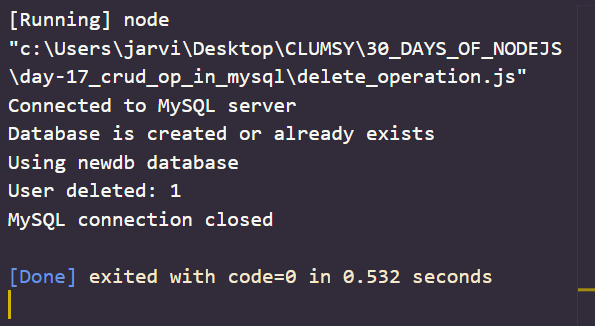 [Running] node
"c:\Users\jarvi\Desktop\CLUMSY\30_DAYS_OF_NODEJS
\day-17_crud_op_in_mysql\delete_operation.js"
Connected to MySQL server
Database is created or already exists
Using newdb database
User deleted: 1
MySQL connection closed
[Done] exited with code=0 in 0.532 seconds